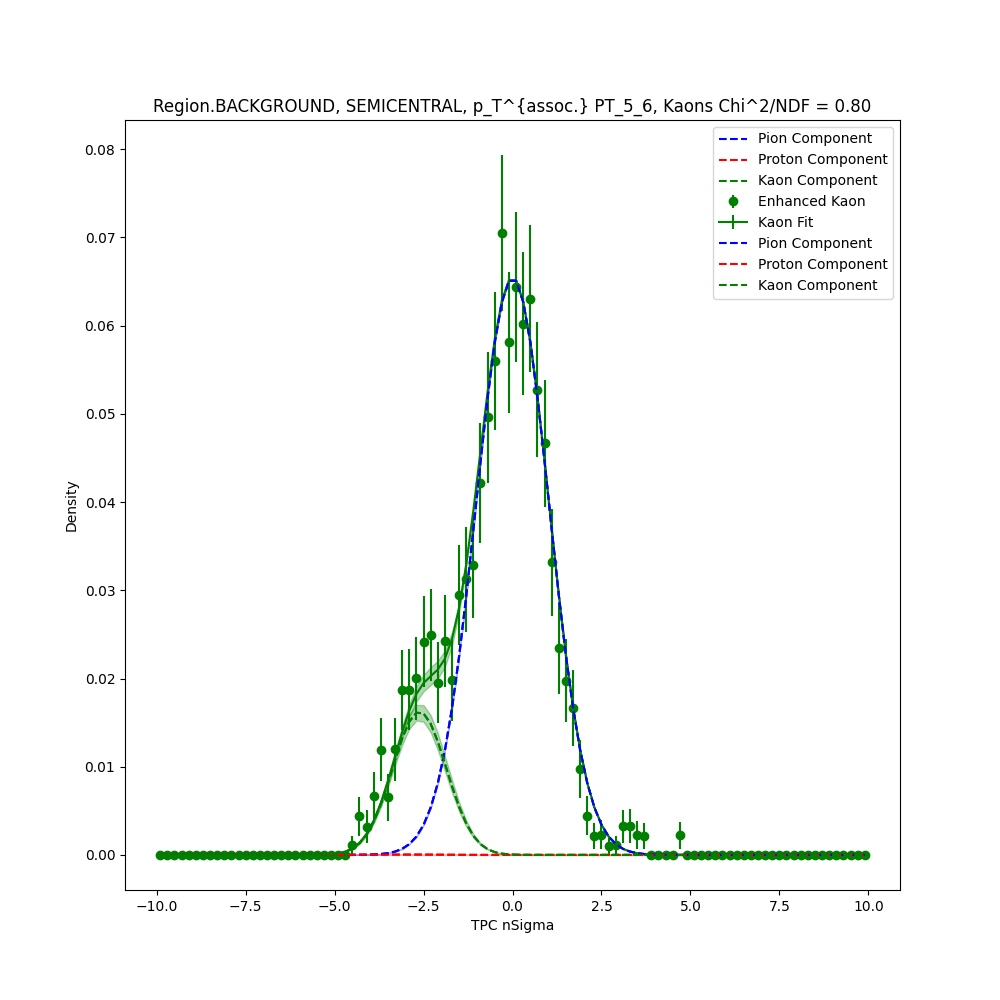 Region.BACKGROUND, SEMICENTRAL, p_T^{assoc.} PT_5_6, Kaons Chi^2/NDF = 0.80
Pion Component
Proton Component
Kaon Component
Enhanced Kaon
Kaon Fit
Pion Component
Proton Component
Kaon Component
0.08
0.07
0.06
0.05
0.04
0.03
0.02
0.01
0.00
Density
−10.0 −7.5 −5.0 −2.5 0.0 2.5 5.0 7.5 10.0
TPC nSigma